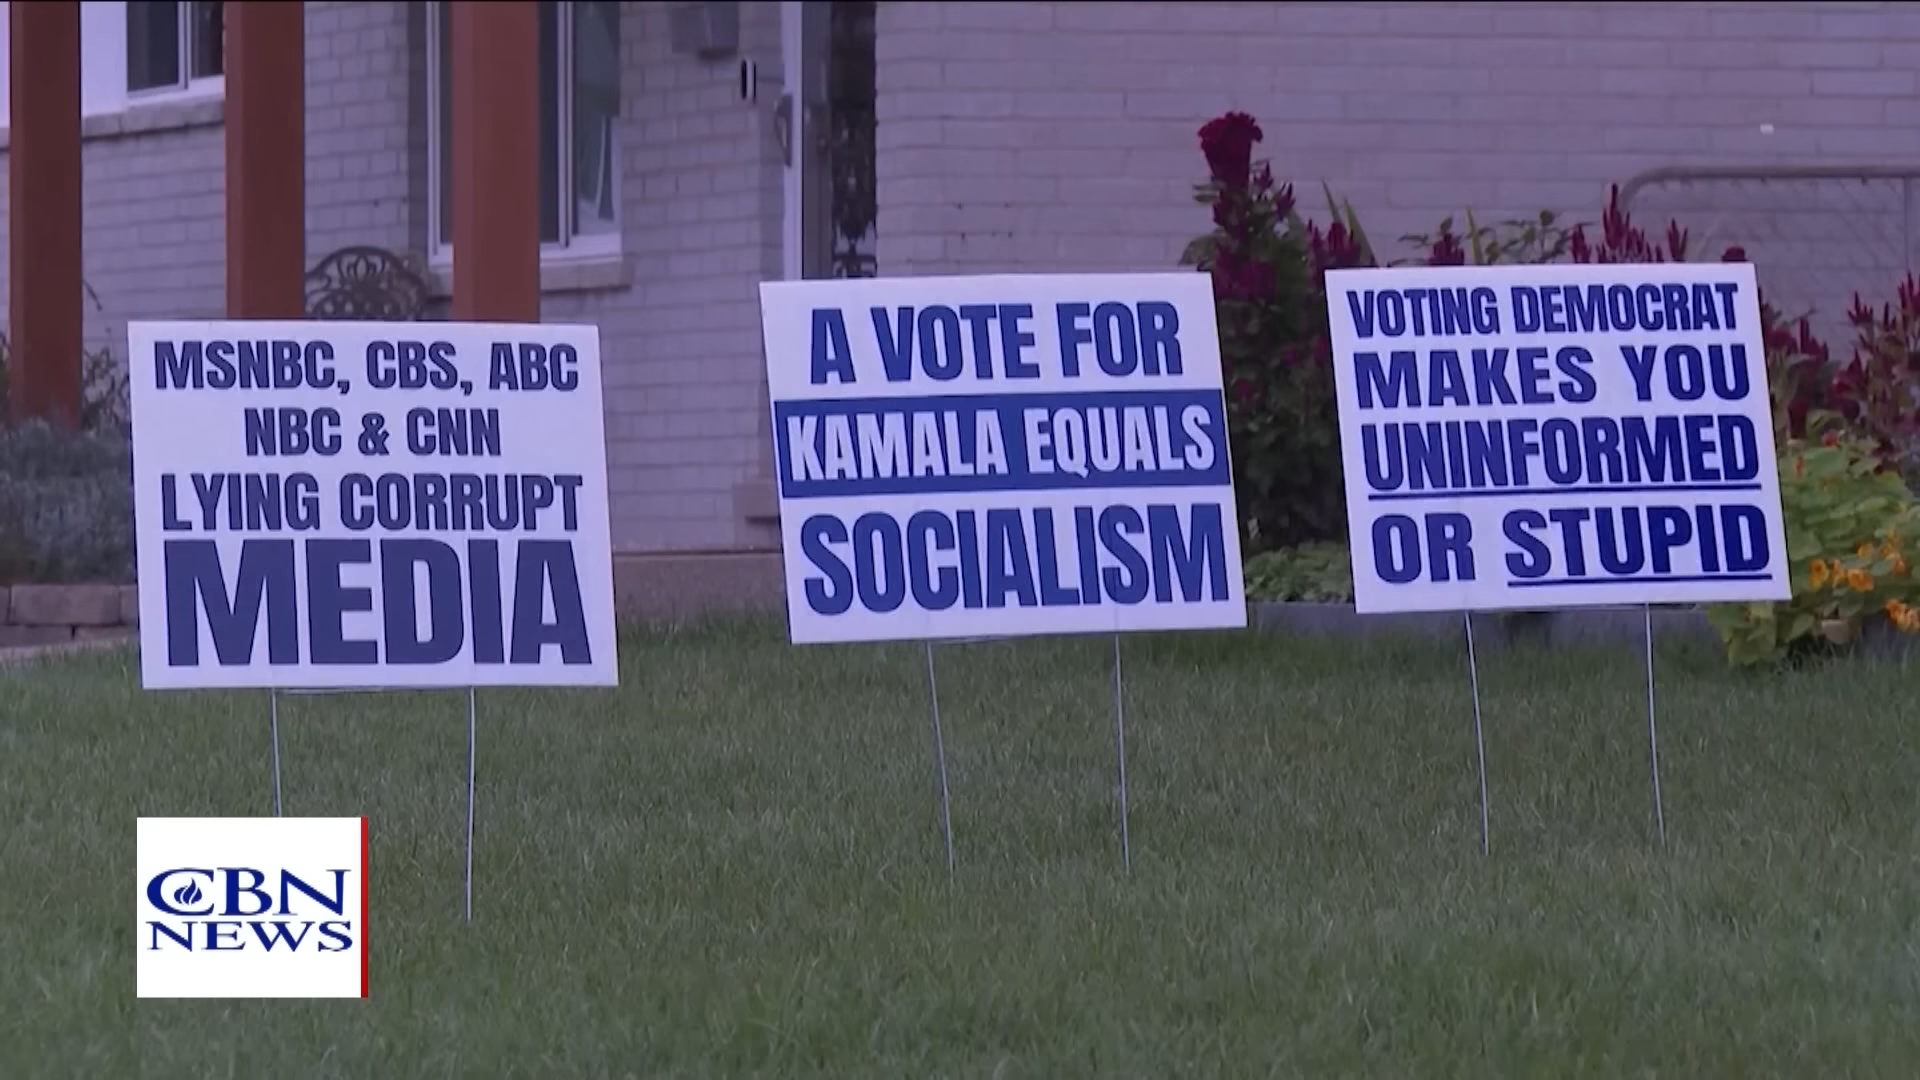 MSNBC, CBS, ABC
NBC & CNN
LYING CORRUPT
MEDIA
A VOTE FOR
KAMALA EQUALS
SOCIALISM
VOTING DEMOCRAT
MAKES YOU
UNINFORMED
OR STUPID
CBN
NEWS